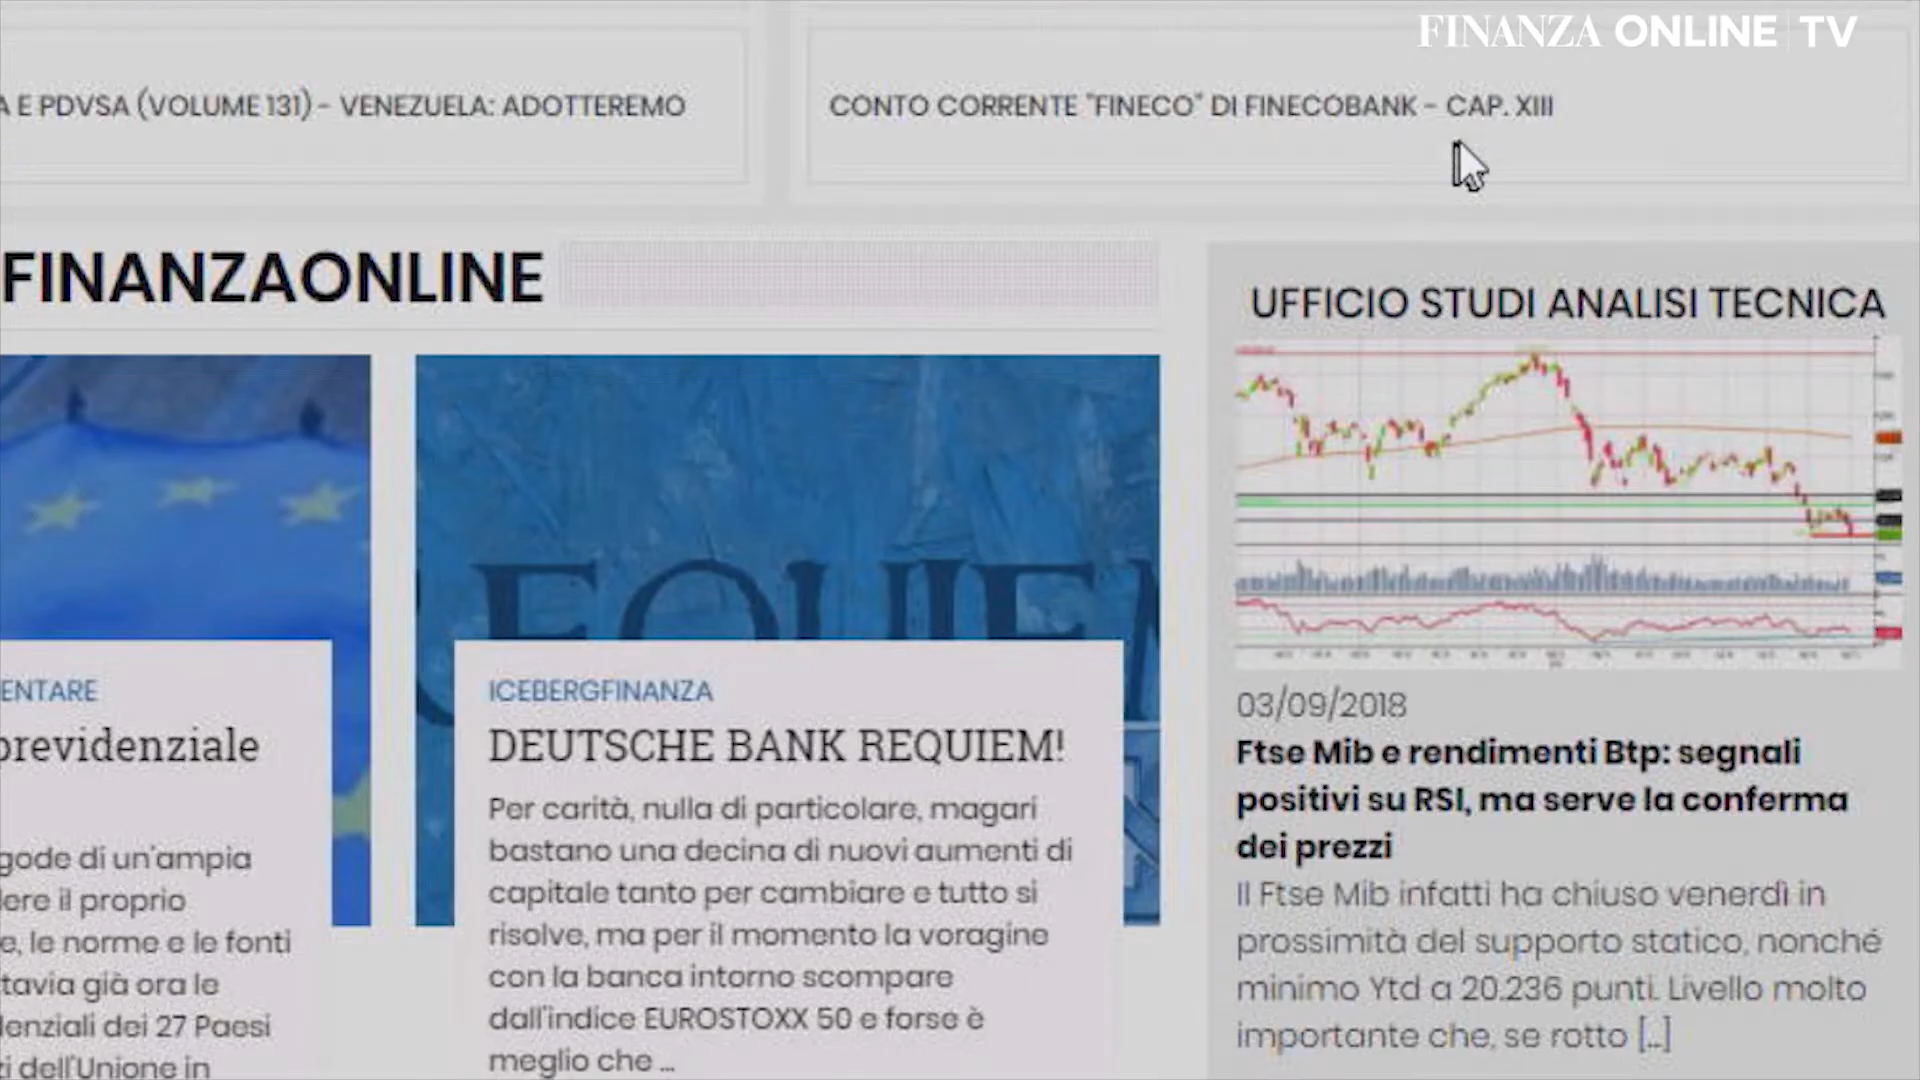 FINANZA ONLINE TV
A E PDVSA (VOLUME 131) - VENEZUELA: ADOTTEREMO
CONTO CORRENTE "FINECO" DI FINECOBANK - CAP. XIII
FINANZAONLINE
ENTARE
previdenziale
gode di un'ampia
dere il proprio
e, le norme e le fonti
ttavia già ora le
denziali dei 27 Paesi
zi dell'Unione in
EQUIEM
ICEBERGFINANZA
DEUTSCHE BANK REQUIEM!
Per carità, nulla di particolare, magari
bastano una decina di nuovi aumenti di
capitale tanto per cambiare e tutto si
risolve, ma per il momento la voragine
con la banca intorno scompare
dall'indice EUROSTOXX 50 e forse è
meglio che ...
UFFICIO STUDI ANALISI TECNICA
03/09/2018
Ftse Mib e rendimenti Btp: segnali
positivi su RSI, ma serve la conferma
dei prezzi
Il Ftse Mib infatti ha chiuso venerdì in
prossimità del supporto statico, nonché
minimo Ytd a 20.236 punti. Livello molto
importante che, se rotto [...]